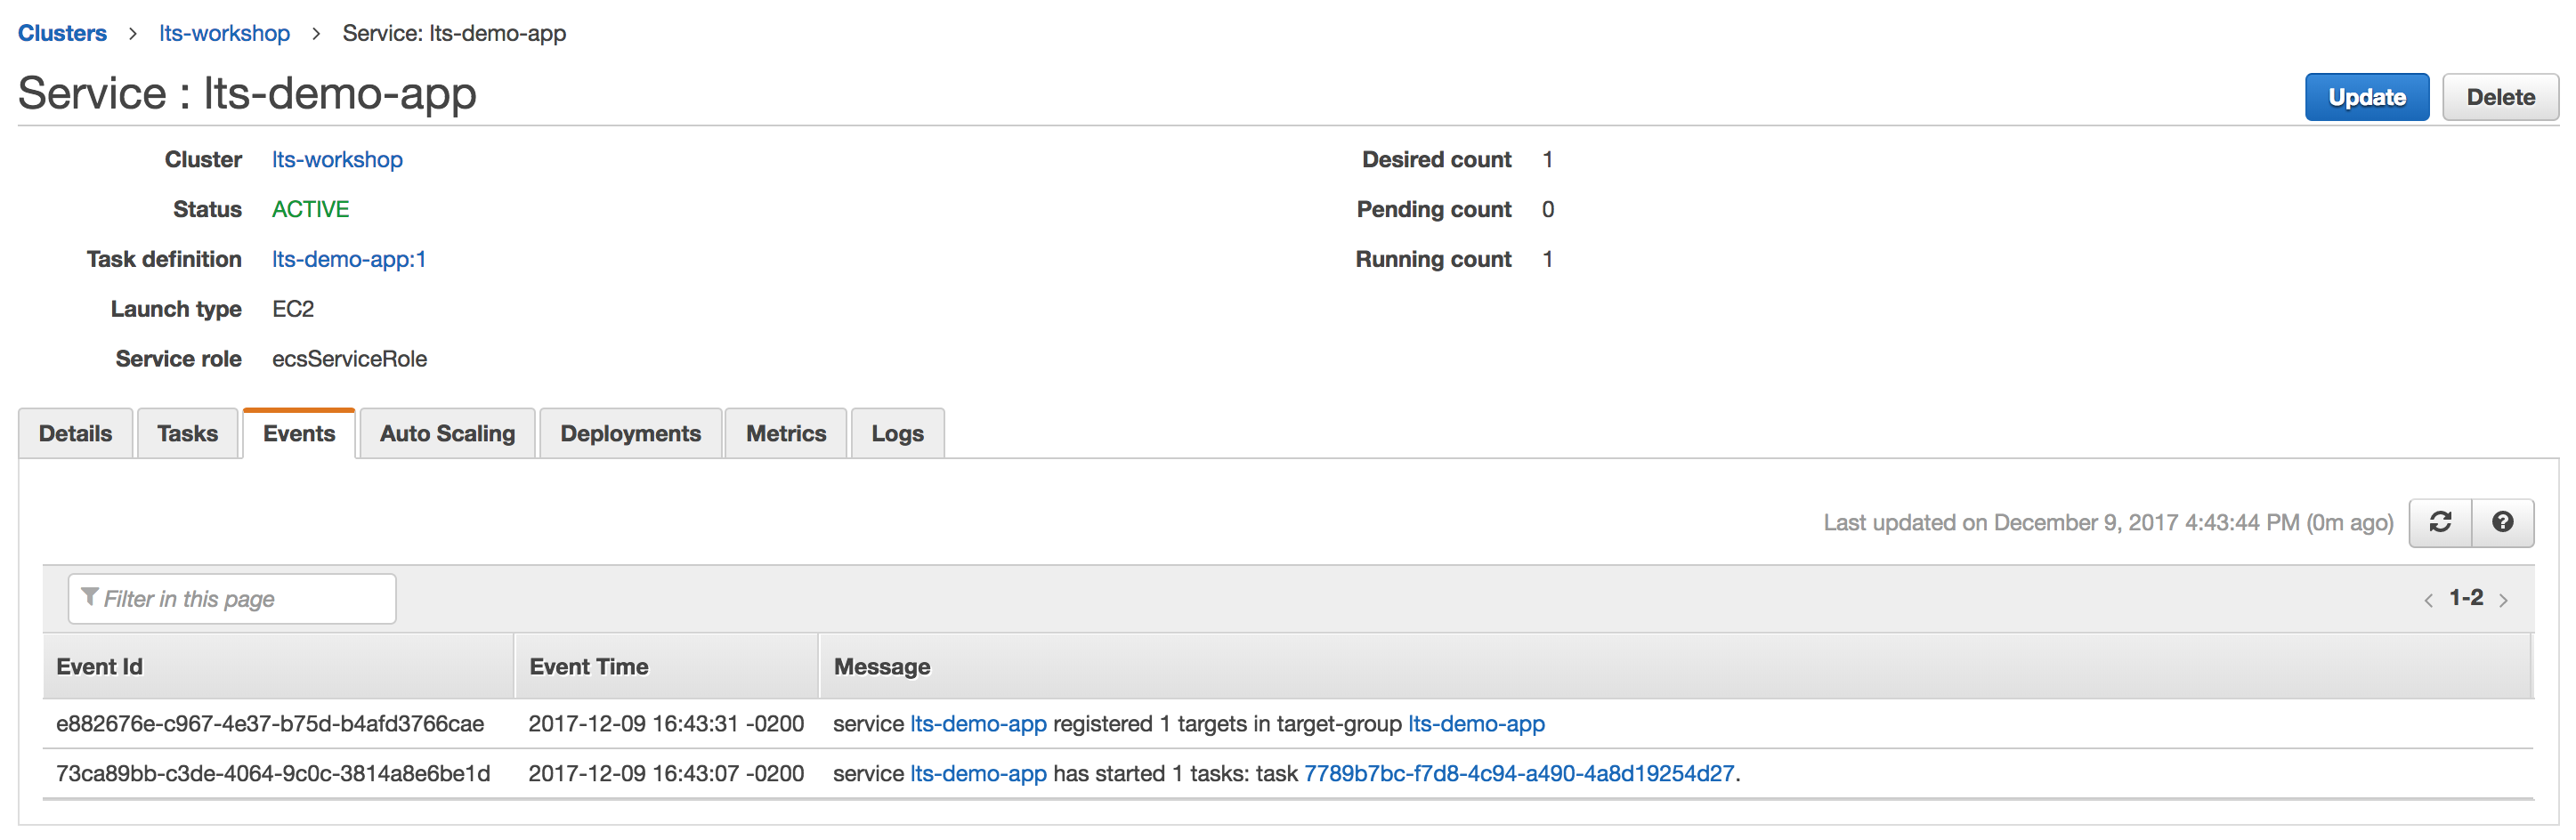 Clusters > lts-workshop > Service: lts-demo-app
Service : lts-demo-app
Update Delete
Cluster lts-workshop Desired count 1
Status ACTIVE Pending count 0
Task definition lts-demo-app:1 Running count 1
Launch type EC2
Service role ecsServiceRole
Details Tasks Events Auto Scaling Deployments Metrics Logs
Last updated on December 9, 2017 4:43:44 PM (0m ago)
Filter in this page < 1-2 >
Event Id Event Time Message
e882676e-c967-4e37-b75d-b4afd3766cae 2017-12-09 16:43:31 -0200 service lts-demo-app registered 1 targets in target-group lts-demo-app
73ca89bb-c3de-4064-9c0c-3814a8e6be1d 2017-12-09 16:43:07 -0200 service lts-demo-app has started 1 tasks: task 7789b7bc-f7d8-4c94-a490-4a8d19254d27.